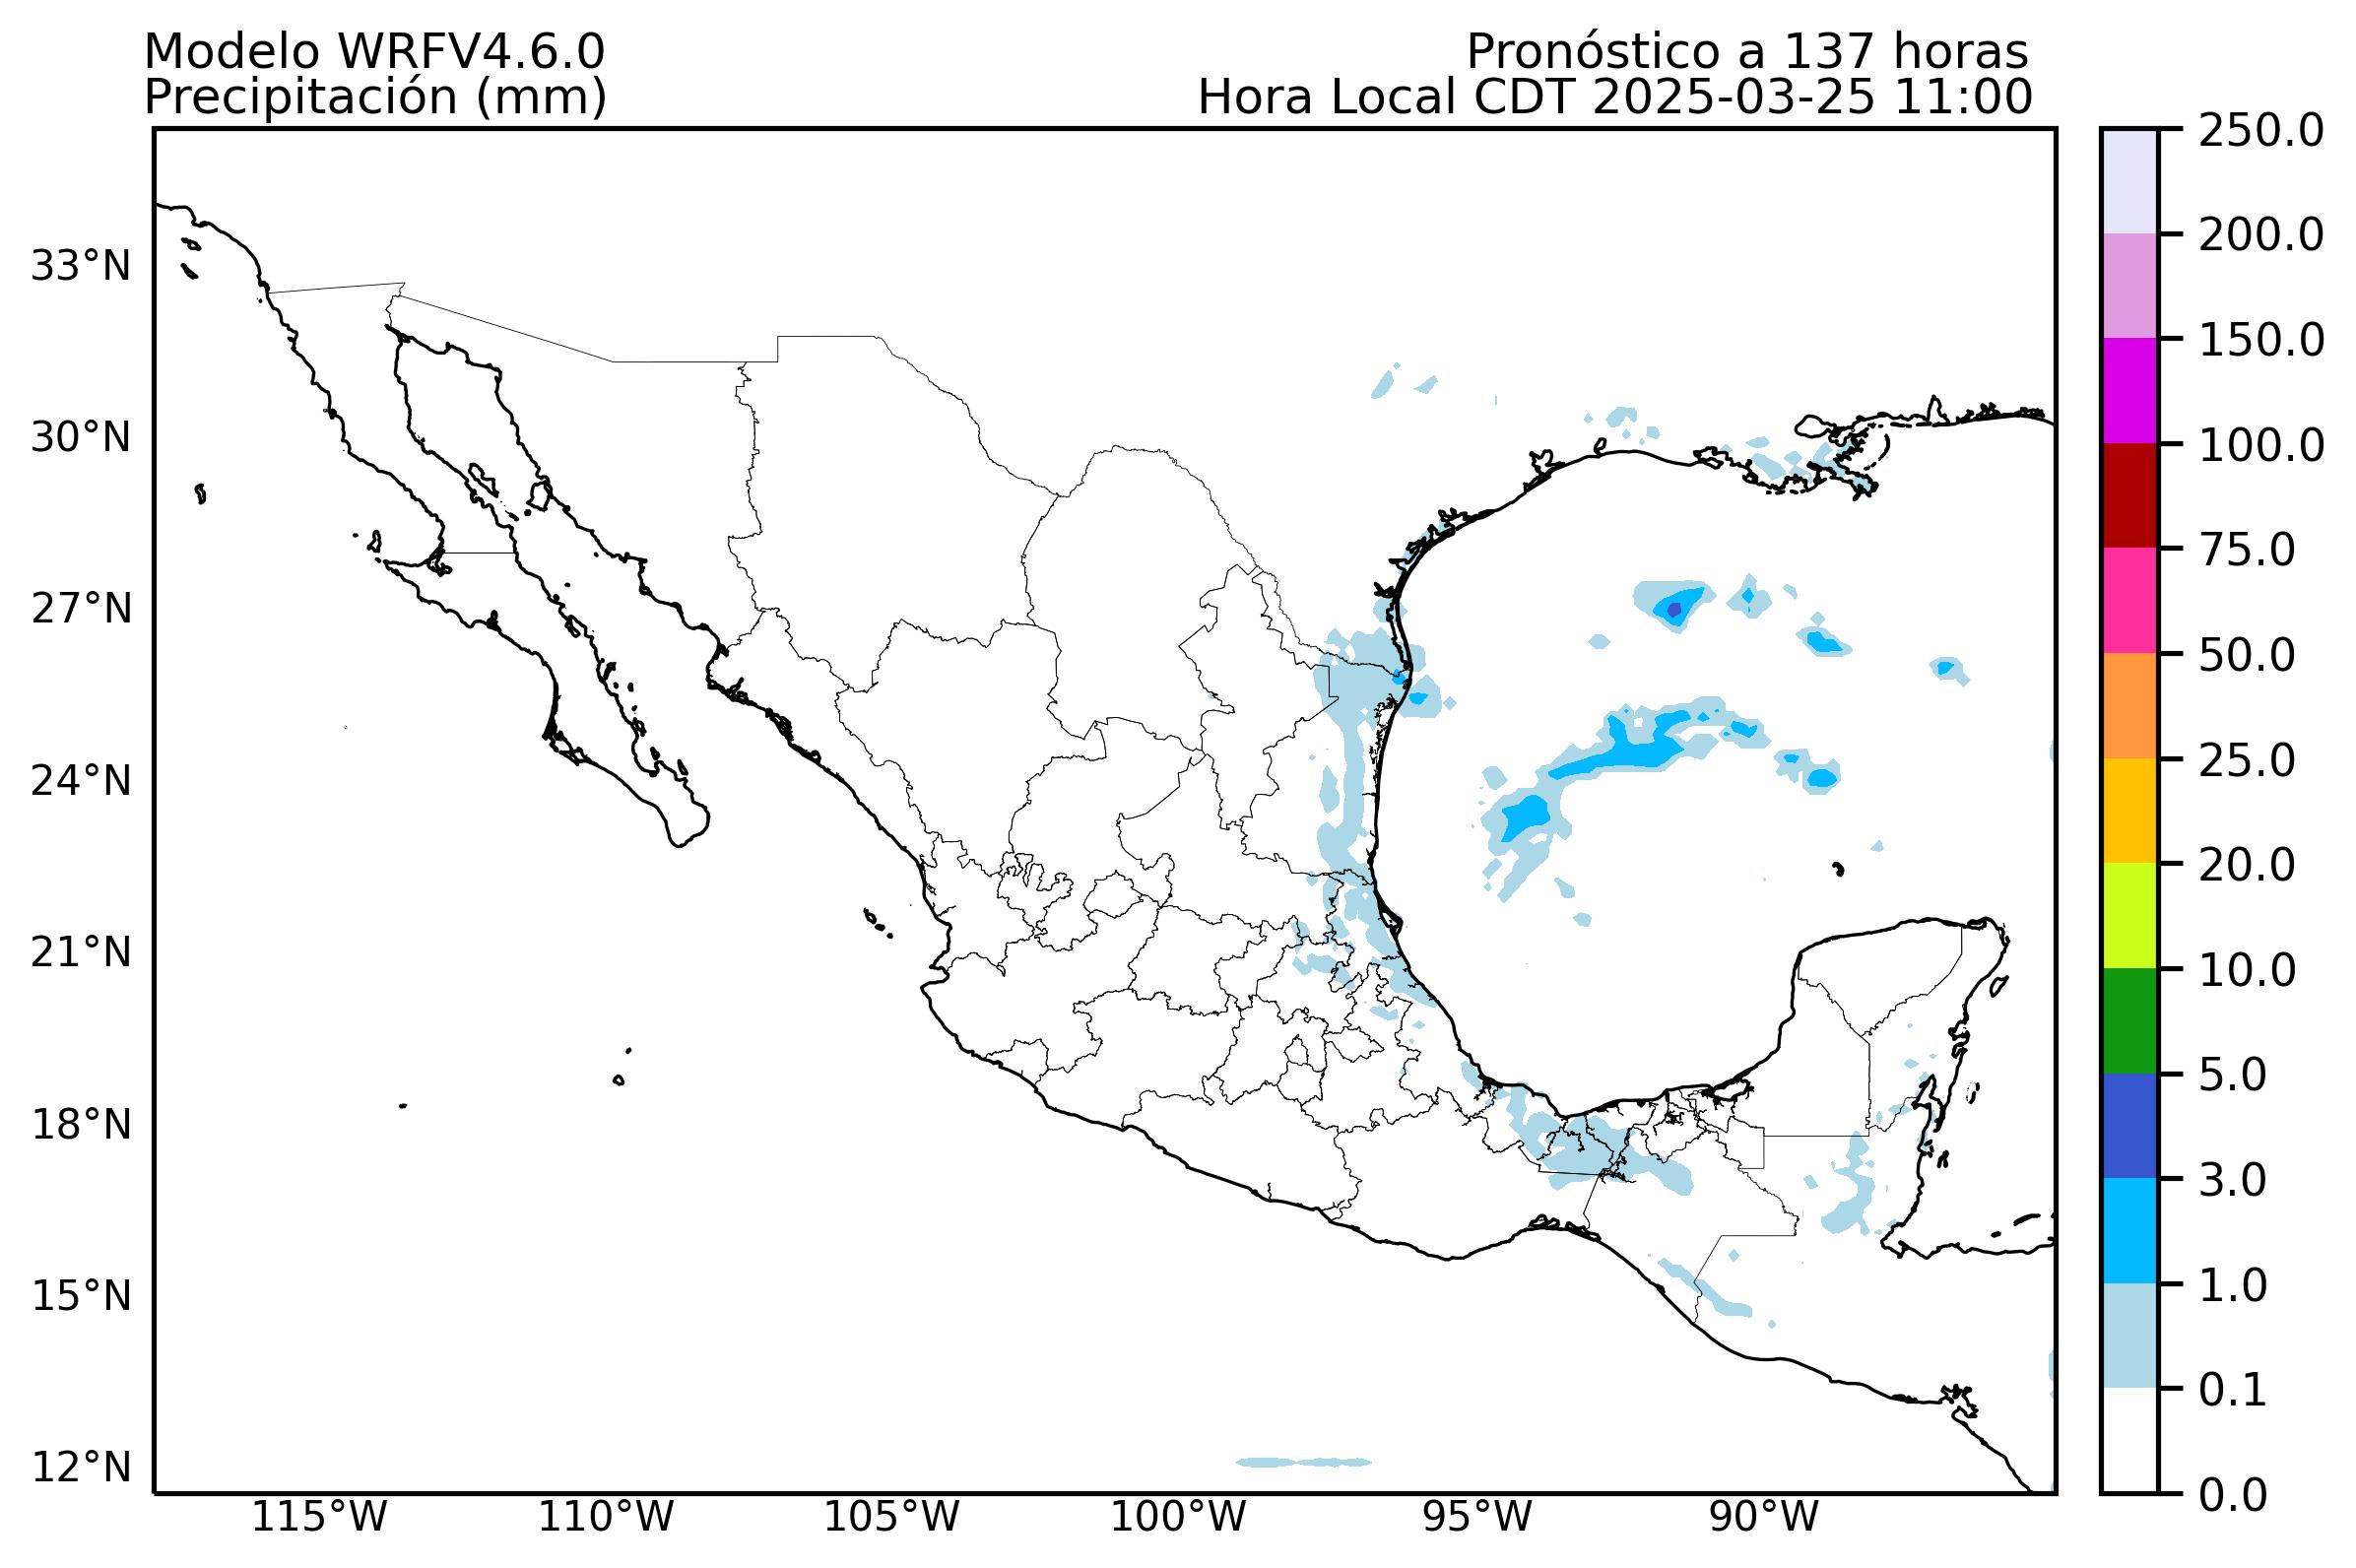 Modelo WRFV4.6.0
Pronóstico a 137 horas
Precipitación (mm)
Hora Local CDT 2025-03-25 11:00
250.0
200.0
150.0
100.0
75.0
50.0
25.0
20.0
10.0
5.0
3.0
1.0
0.1
0.0
33°N
30°N
27°N
24°N
21°N
18°N
15°N
12°N
115°W
110°W
105°W
100°W
95°W
90°W